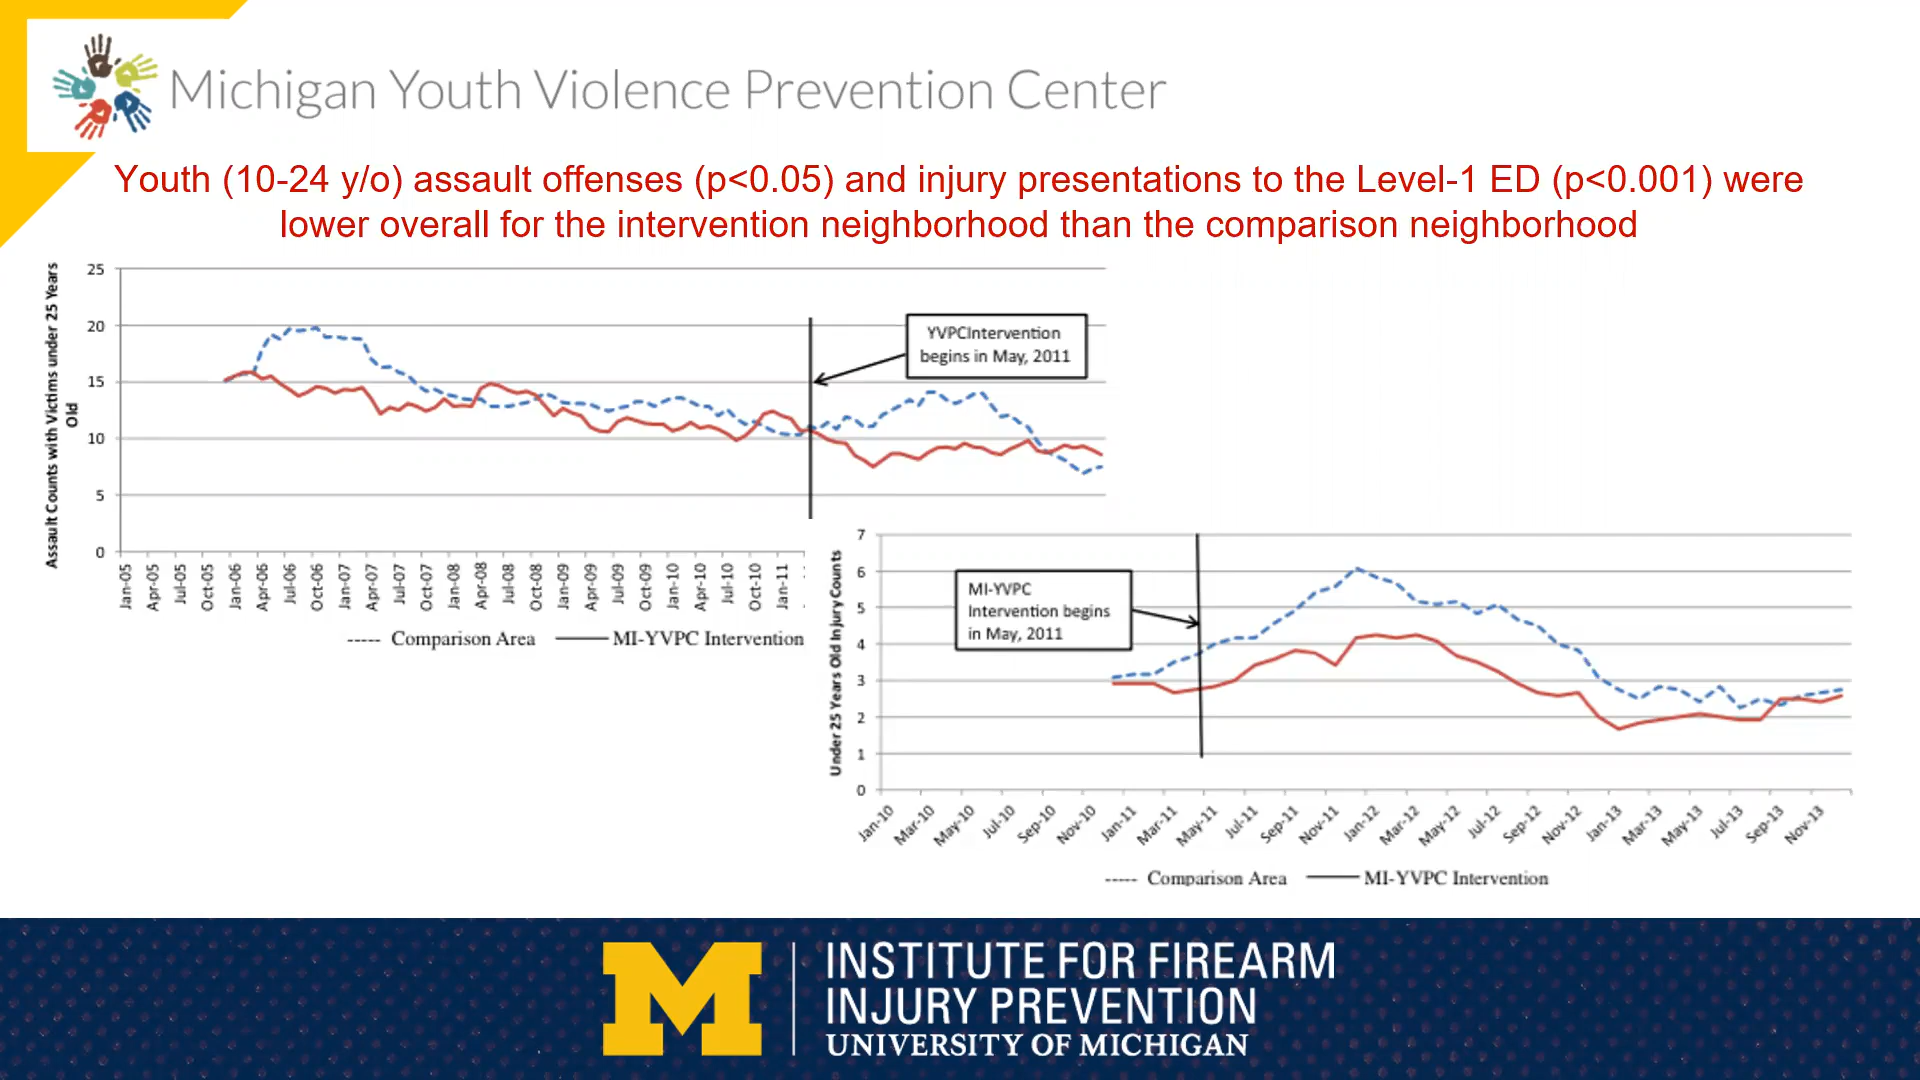 Michigan Youth Violence Prevention Center
Youth (10-24 y/o) assault offenses (p<0.05) and injury presentations to the Level-1 ED (p<0.001) were
lower overall for the intervention neighborhood than the comparison neighborhood
Assault Counts with Victims under 25 Years
Old
25
20
15
10
5
0
YVPCIntervention
begins in May, 2011
Jan-05
Apr-05
Jul-05
Oct-05
Jan-06
Apr-06
Jul-06
Oct-06
Jan-07
Apr-07
Jul-07
Oct-07
Jan-08
Apr-08
Jul-08
Oct-08
Jan-09
Apr-09
Jul-09
Oct-09
Jan-10
Apr-10
Jul-10
Oct-10
Jan-11
----- Comparison Area —— MI-YVPC Intervention
Under 25 Years Old Injury Counts
7
6
5
4
3
2
1
0
MI-YVPC
Intervention begins
in May, 2011
Jan-10
Mar-10
May-10
Jul-10
Sep-10
Nov-10
Jan-11
Mar-11
May-11
Jul-11
Sep-11
Nov-11
Jan-12
Mar-12
May-12
Jul-12
Sep-12
Nov-12
Jan-13
Mar-13
May-13
Jul-13
Sep-13
Nov-13
----- Comparison Area —— MI-YVPC Intervention
M
INSTITUTE FOR FIREARM
INJURY PREVENTION
UNIVERSITY OF MICHIGAN